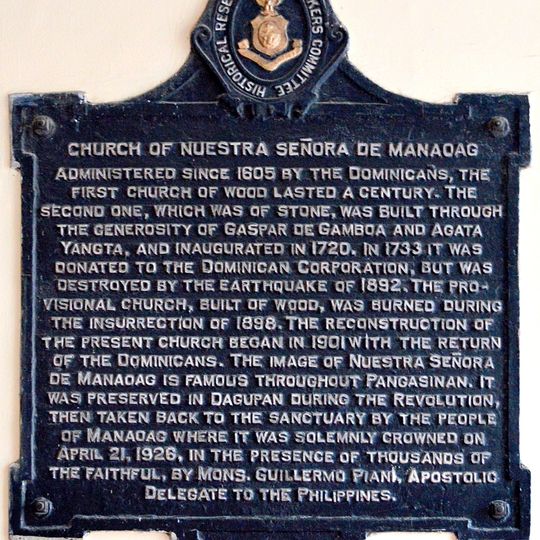 HISTORICAL RESE
KERS COMMITTEE
CHURCH OF NUESTRA SEÑORA DE MANAOAG
ADMINISTERED SINCE 1605 BY THE DOMINICANS, THE
FIRST CHURCH OF WOOD LASTED A CENTURY. THE
SECOND ONE, WHICH WAS OF STONE, WAS BUILT THROUGH
THE GENEROSITY OF GASPAR DE GAMBOA AND AGATA
YANGTA, AND INAUGURATED IN 1720. IN 1733 IT WAS
DONATED TO THE DOMINICAN CORPORATION, BUT WAS
DESTROYED BY THE EARTHQUAKE OF 1892. THE PRO-
VISIONAL CHURCH, BUILT OF WOOD, WAS BURNED DURING
THE INSURRECTION OF 1898. THE RECONSTRUCTION OF
THE PRESENT CHURCH BEGAN IN 1901 WITH THE RETURN
OF THE DOMINICANS. THE IMAGE OF NUESTRA SEÑORA
DE MANAOAG IS FAMOUS THROUGHOUT PANGASINAN. IT
WAS PRESERVED IN DAGUPAN DURING THE REVOLUTION,
THEN TAKEN BACK TO THE SANCTUARY BY THE PEOPLE
OF MANAOAG WHERE IT WAS SOLEMNLY CROWNED ON
APRIL 21, 1926, IN THE PRESENCE OF THOUSANDS OF
THE FAITHFUL, BY MONS. GUILLERMO PIANI, APOSTOLIC
DELEGATE TO THE PHILIPPINES.